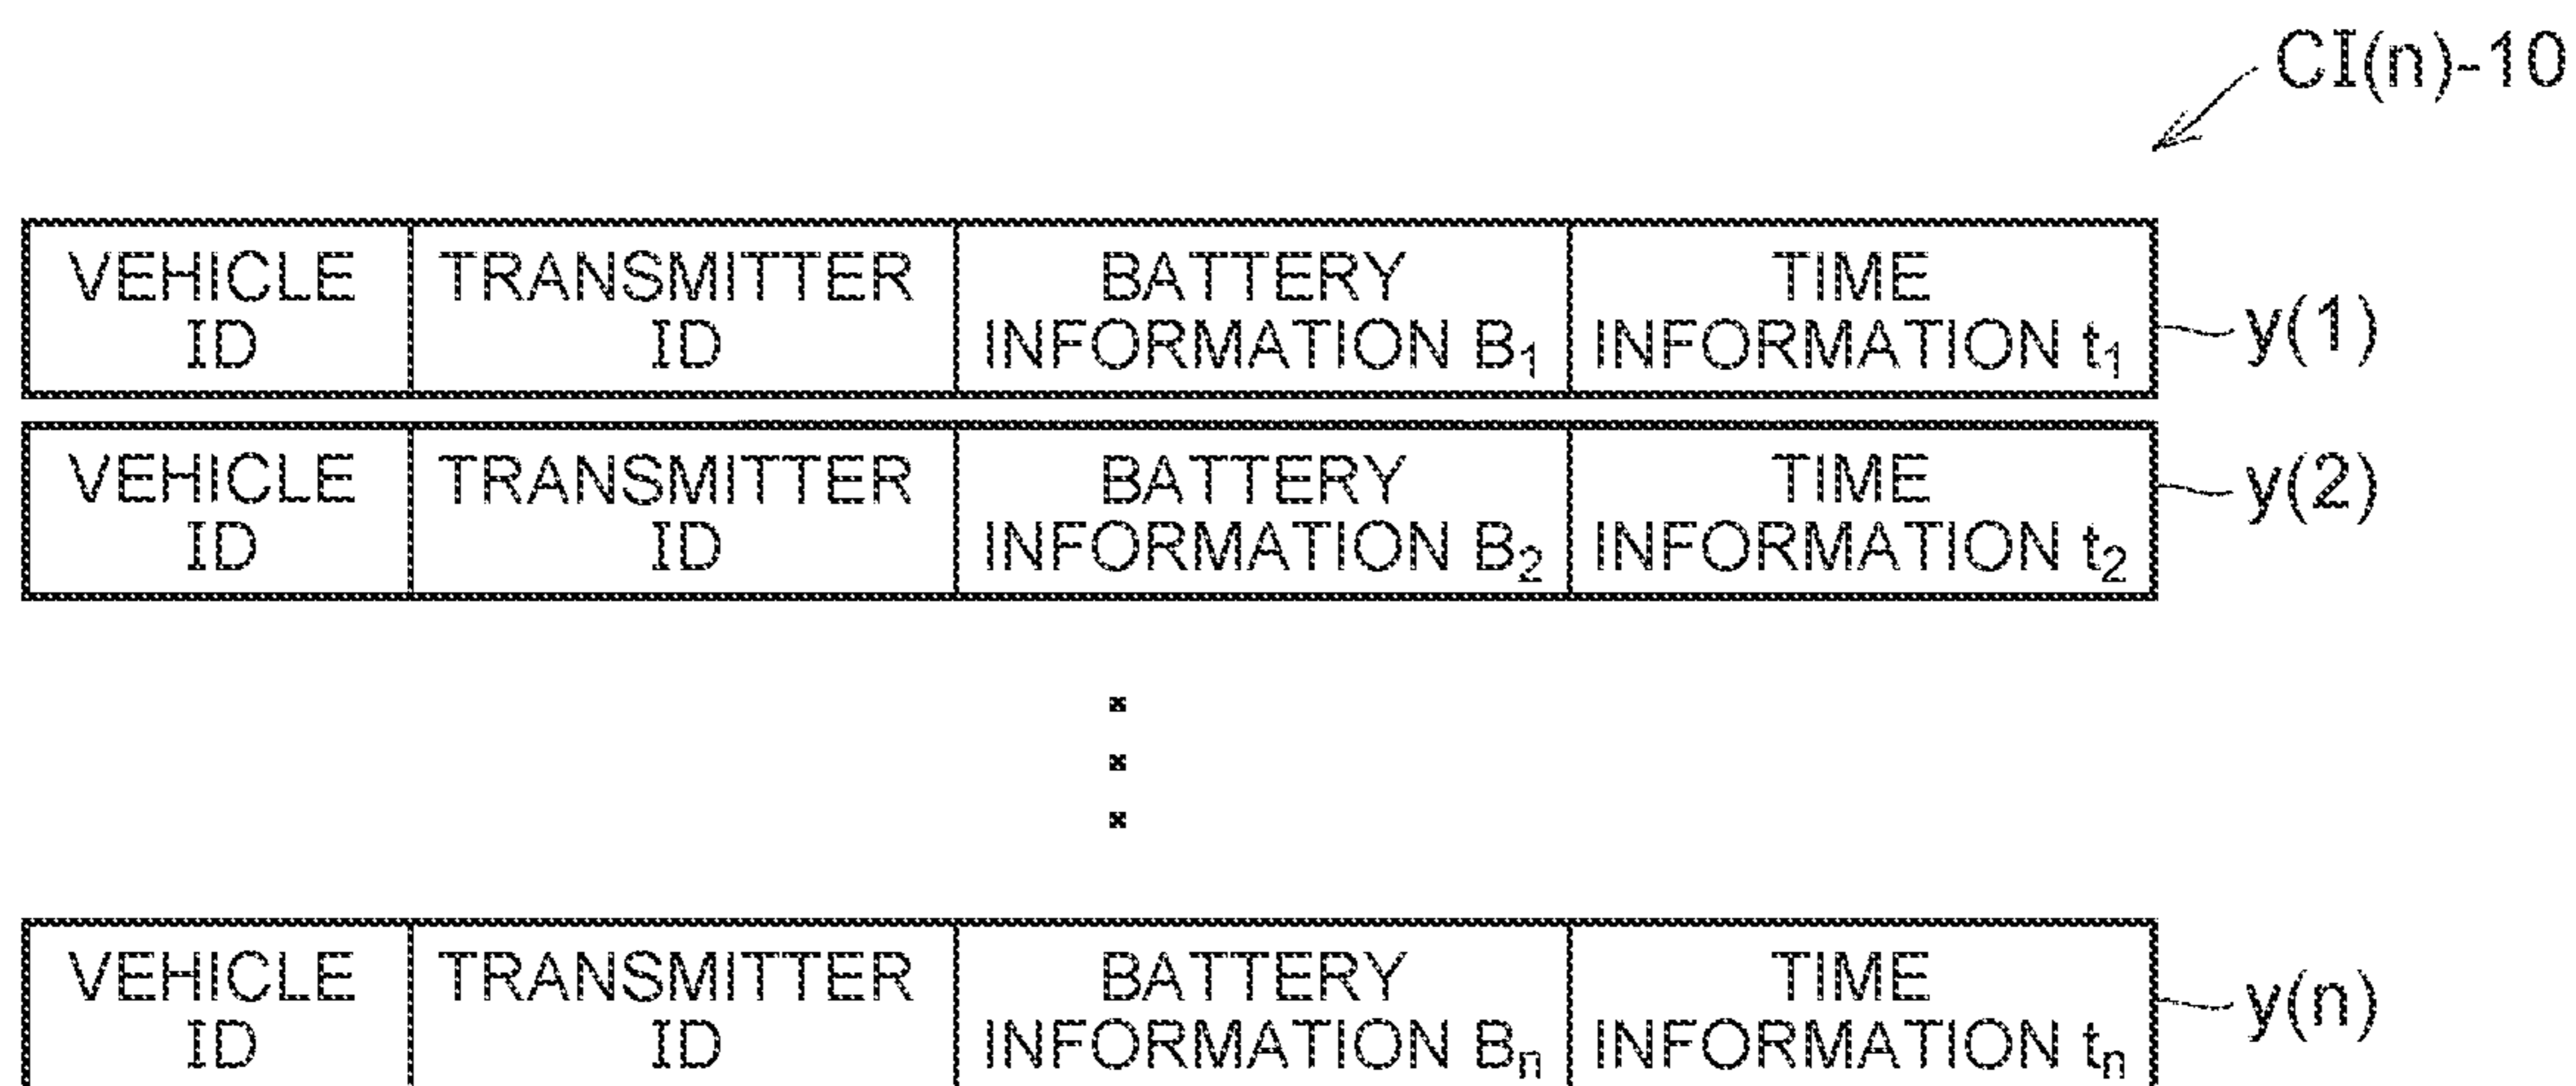 CI(n)-10
VEHICLE TRANSMITTER BATTERY TIME
ID ID INFORMATION B₁ INFORMATION t₁ y(1)
VEHICLE TRANSMITTER BATTERY TIME
ID ID INFORMATION B₂ INFORMATION t₂ y(2)
VEHICLE TRANSMITTER BATTERY TIME
ID ID INFORMATION Bₙ INFORMATION tₙ y(n)